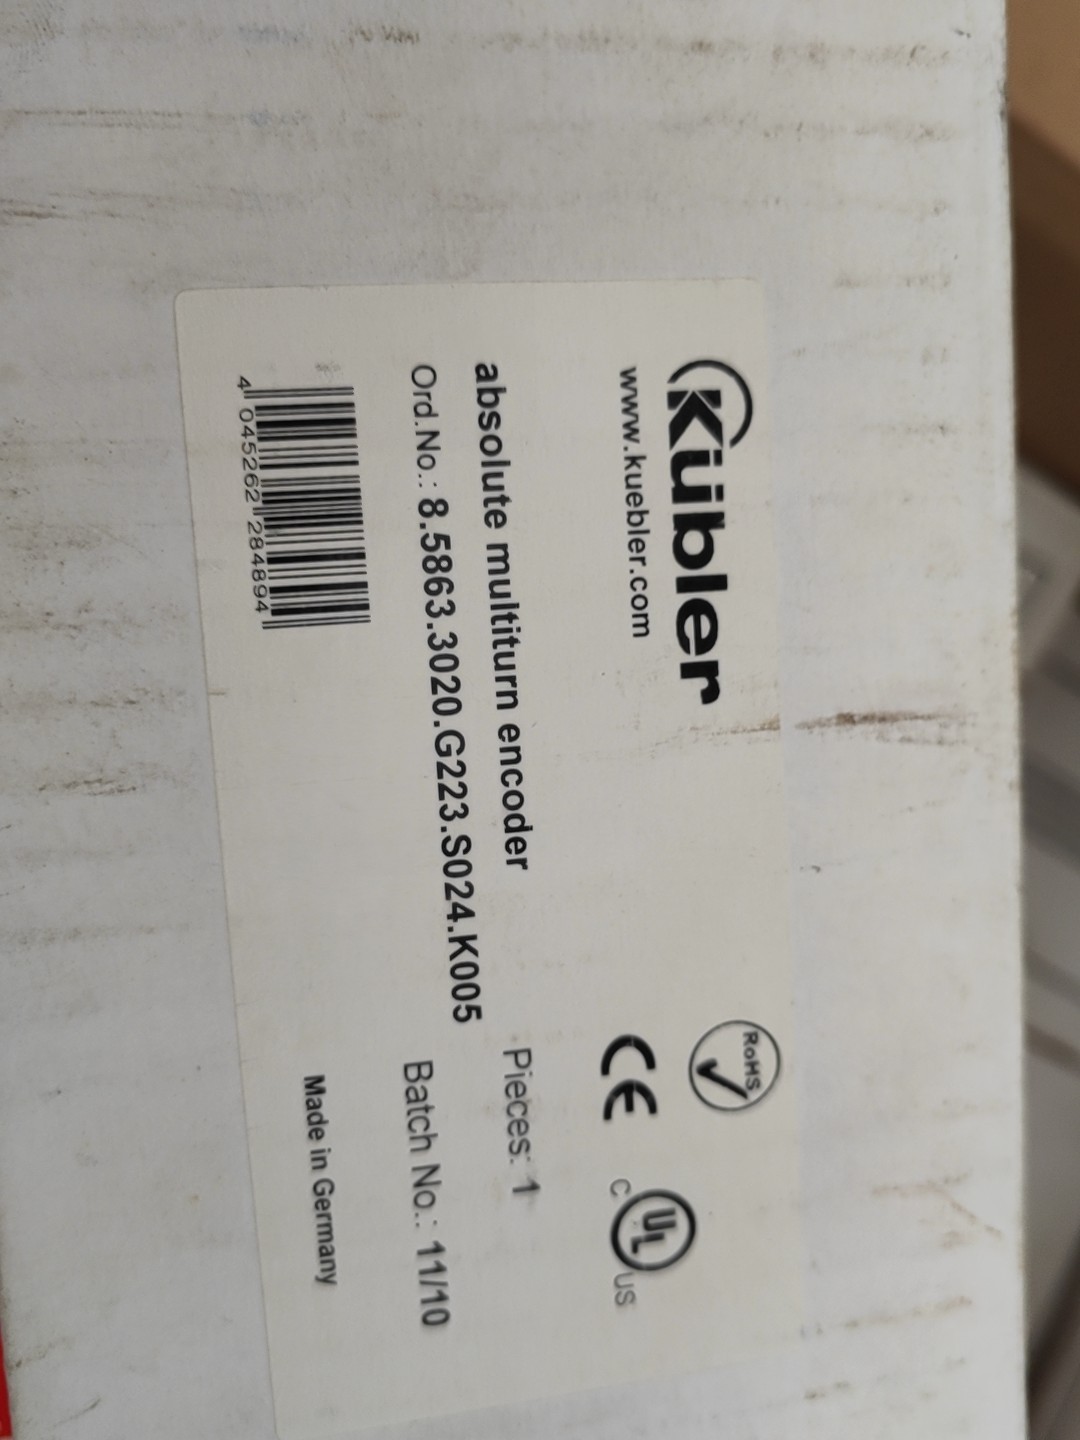 Kübler
www.kuebler.com
RoHS
CE
C UL US
absolute multiturn encoder
Pieces: 1
Ord.No.: 8.5863.3020.G223.S024.K005
Batch No.: 11/10
4 045262 284894
Made in Germany